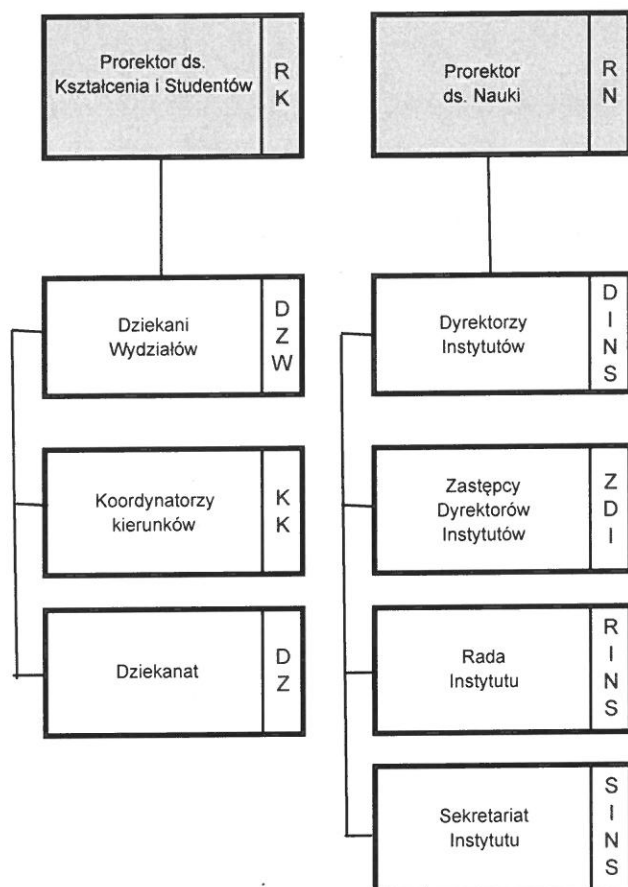 Prorektor ds.
Kształcenia i Studentów
R
K
Prorektor
ds. Nauki
R
N
Dziekani
Wydziałów
D
Z
W
Dyrektorzy
Instytutów
D
I
N
S
Koordynatorzy
kierunków
K
K
Zastępcy
Dyrektorów
Instytutów
Z
D
I
Dziekanat
D
Z
Rada
Instytutu
R
I
N
S
Sekretariat
Instytutu
S
I
N
S